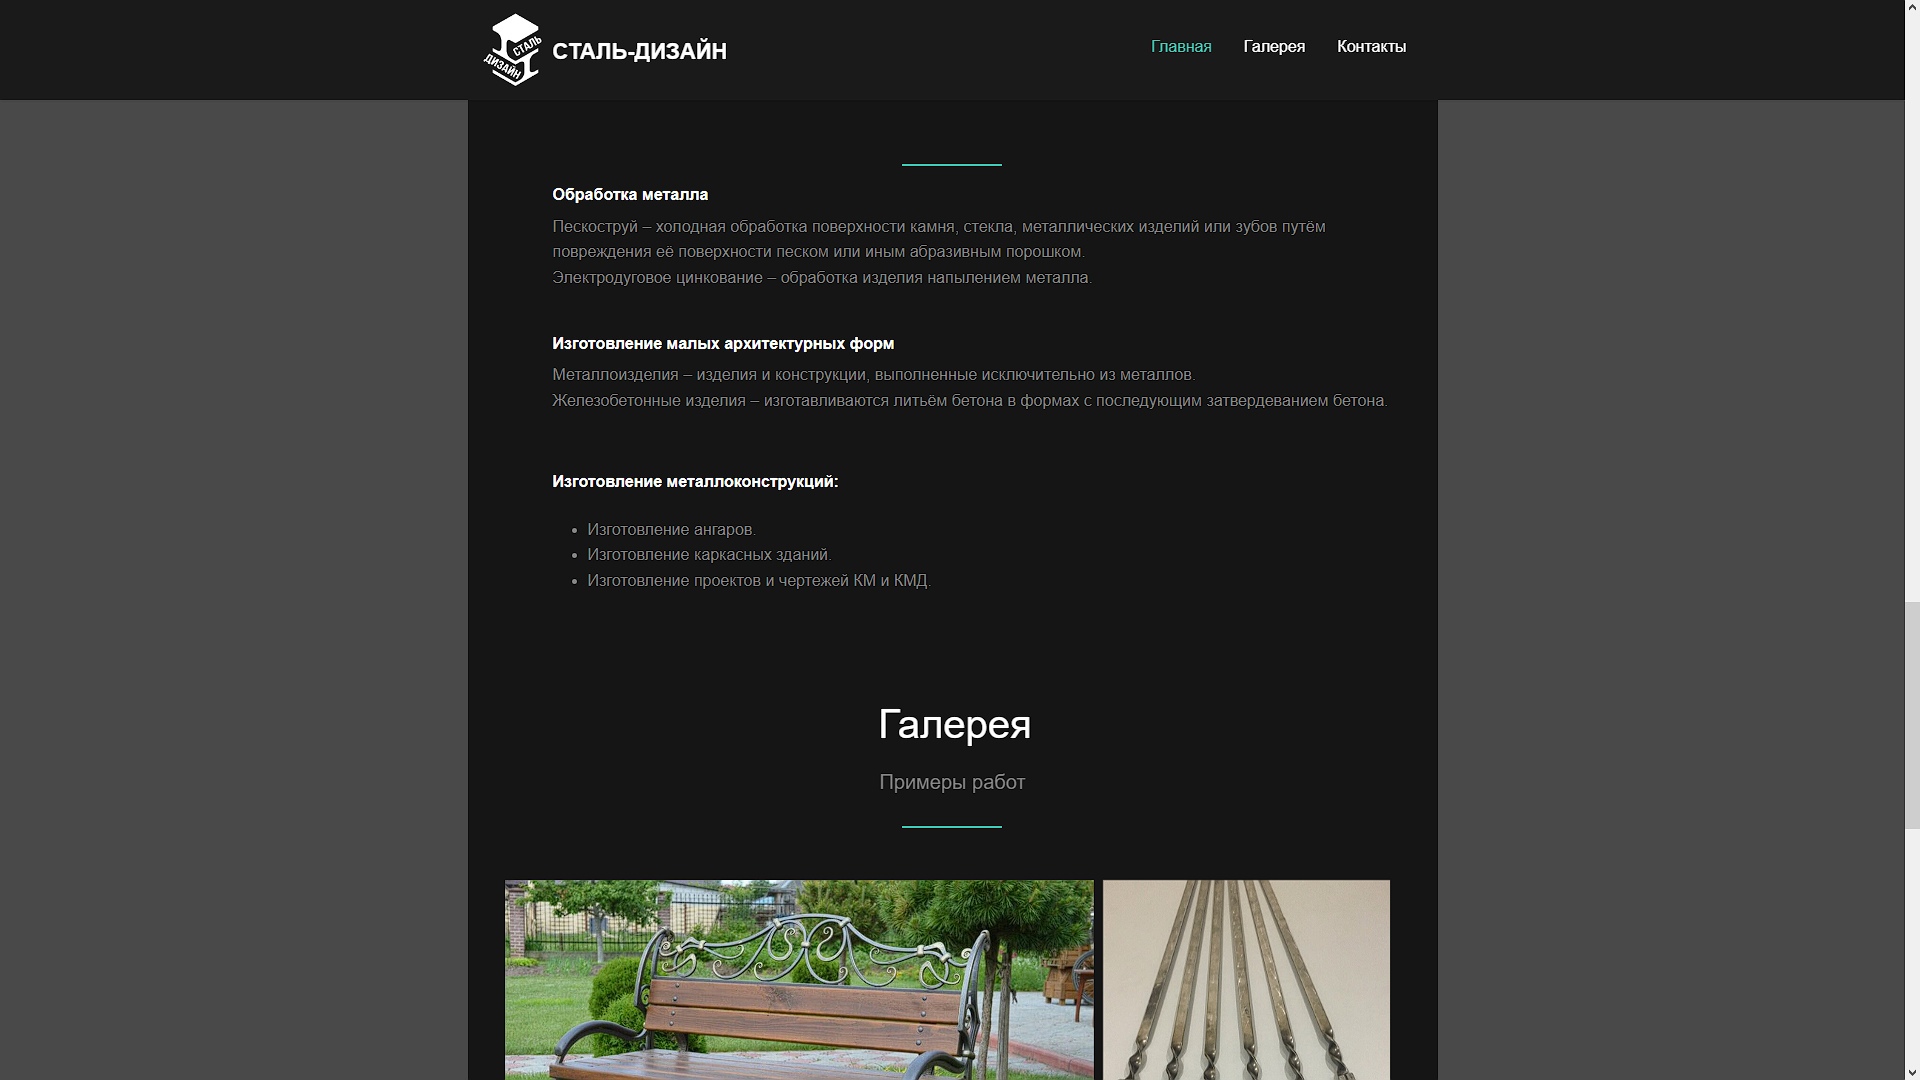 СТАЛЬ
ДИЗАЙН
СТАЛЬ-ДИЗАЙН
Главная
Галерея
Контакты
Обработка металла
Пескоструй – холодная обработка поверхности камня, стекла, металлических изделий или зубов путём
повреждения её поверхности песком или иным абразивным порошком.
Электродуговое цинкование – обработка изделия напылением металла.
Изготовление малых архитектурных форм
Металлоизделия – изделия и конструкции, выполненные исключительно из металлов.
Железобетонные изделия – изготавливаются литьём бетона в формах с последующим затвердеванием бетона.
Изготовление металлоконструкций:
• Изготовление ангаров.
• Изготовление каркасных зданий.
• Изготовление проектов и чертежей КМ и КМД.
Галерея
Примеры работ